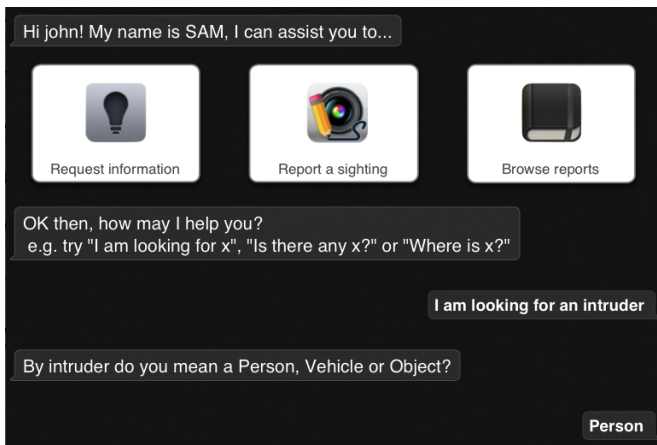 Hi john! My name is SAM, I can assist you to...
Request information
Report a sighting
Browse reports
OK then, how may I help you?
e.g. try "I am looking for x", "Is there any x?" or "Where is x?"
I am looking for an intruder
By intruder do you mean a Person, Vehicle or Object?
Person